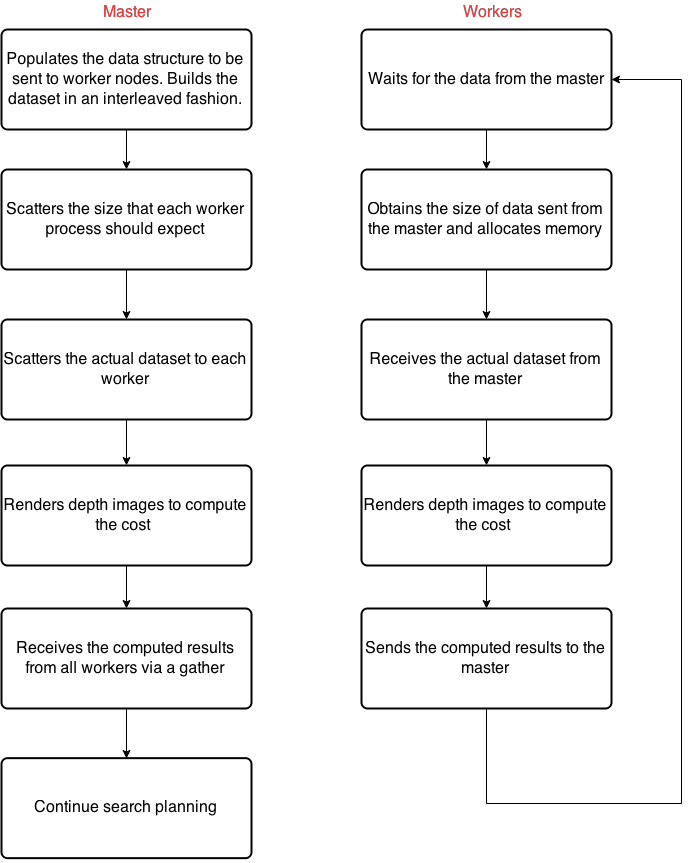 Master
Populates the data structure to be
sent to worker nodes. Builds the
dataset in an interleaved fashion.
Scatters the size that each worker
process should expect
Scatters the actual dataset to each
worker
Renders depth images to compute
the cost
Receives the computed results
from all workers via a gather
Continue search planning
Workers
Waits for the data from the master
Obtains the size of data sent from
the master and allocates memory
Receives the actual dataset from
the master
Renders depth images to compute
the cost
Sends the computed results to the
master